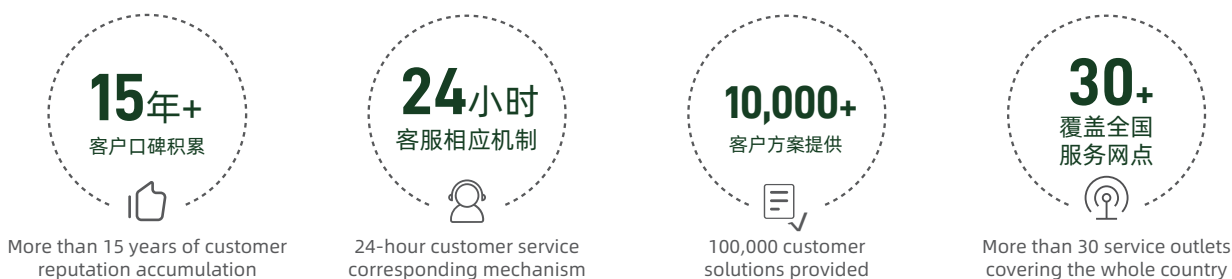 15年+
客户口碑积累
More than 15 years of customer
reputation accumulation
24小时
客服相应机制
24-hour customer service
corresponding mechanism
10,000+
客户方案提供
100,000 customer
solutions provided
30+
覆盖全国
服务网点
More than 30 service outlets
covering the whole country